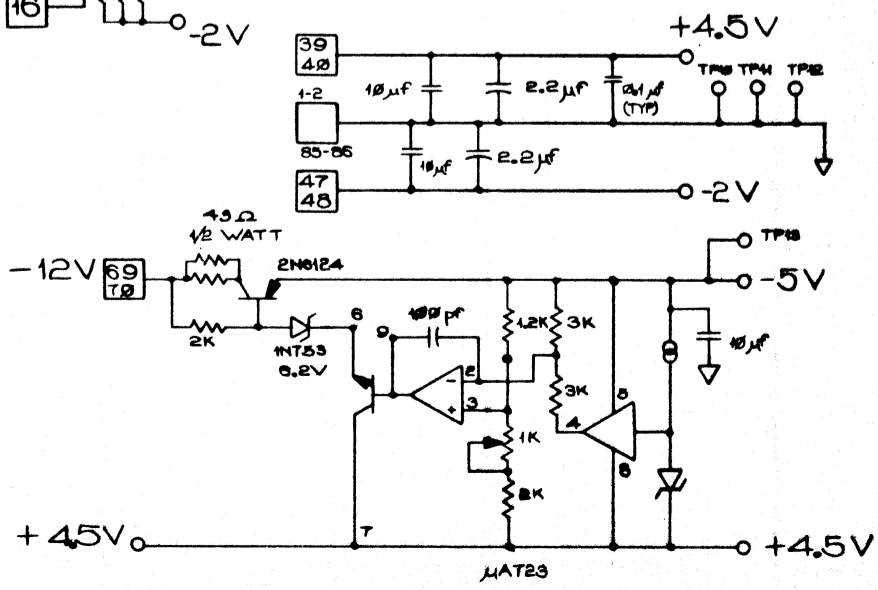 16
-2V
+4.5V
39
40
10μf
2.2μf
0.1μf
(TYP)
TP10 TP11 TP12
1-2
85-86
10μf
2.2μf
47
48
-2V
43Ω
1/2 WATT
2N6124
TP13
-12V
69
70
-5V
2K
1N753
6.2V
6
9
100pf
1.2K
3K
10μf
2
3
3K
5
4
1K
6
2K
7
+4.5V
+4.5V
μA723